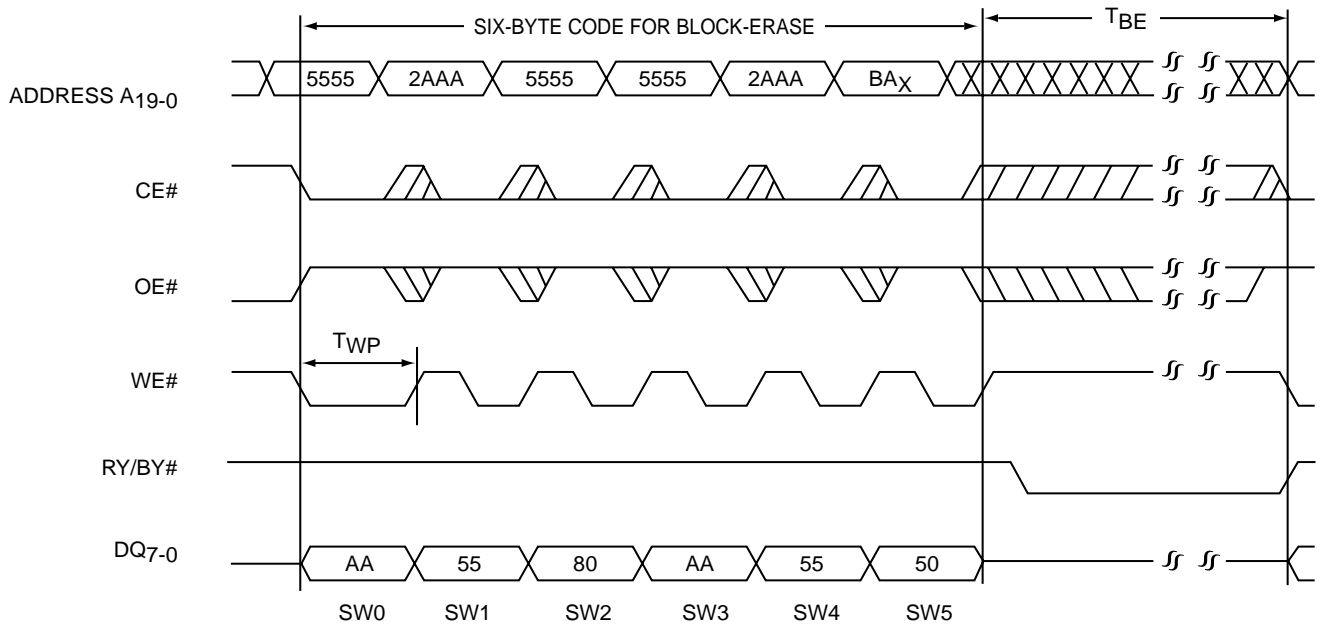 SIX-BYTE CODE FOR BLOCK-ERASE TBE
ADDRESS A19-0 5555 2AAA 5555 5555 2AAA BAX
CE#
OE#
TWP
WE#
RY/BY#
DQ7-0 AA 55 80 AA 55 50
SW0 SW1 SW2 SW3 SW4 SW5